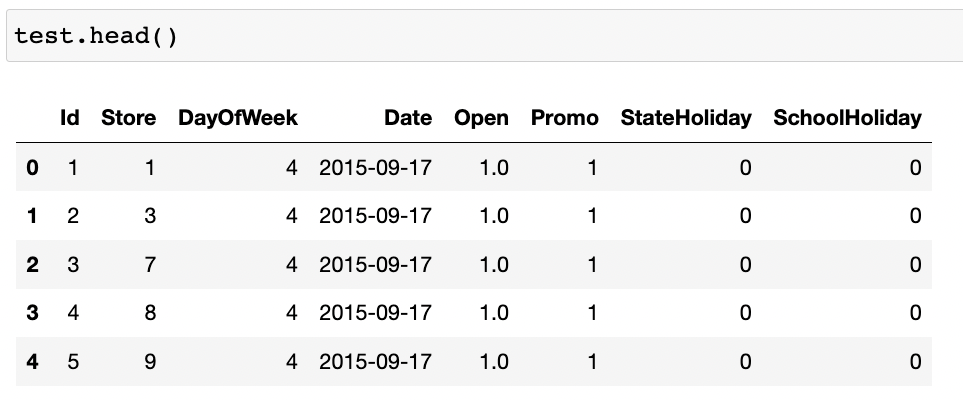 test.head()
Id Store DayOfWeek Date Open Promo StateHoliday SchoolHoliday
0 1 1 4 2015-09-17 1.0 1 0 0
1 2 3 4 2015-09-17 1.0 1 0 0
2 3 7 4 2015-09-17 1.0 1 0 0
3 4 8 4 2015-09-17 1.0 1 0 0
4 5 9 4 2015-09-17 1.0 1 0 0